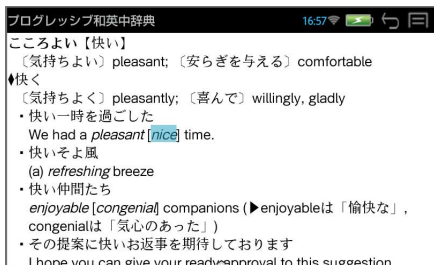 プログレッシブ和英中辞典 16:57
こころよい【快い】
〔気持ちよい〕pleasant; 〔安らぎを与える〕comfortable
♦快く
〔気持ちよく〕pleasantly; 〔喜んで〕willingly, gladly
・快い一時を過ごした
We had a pleasant [nice] time.
・快いそよ風
(a) refreshing breeze
・快い仲間たち
enjoyable [congenial] companions (▶enjoyableは「愉快な」,
congenialは「気心のあった」)
・その提案に快いお返事を期待しております
I hope you can give your ready approval to this suggestion